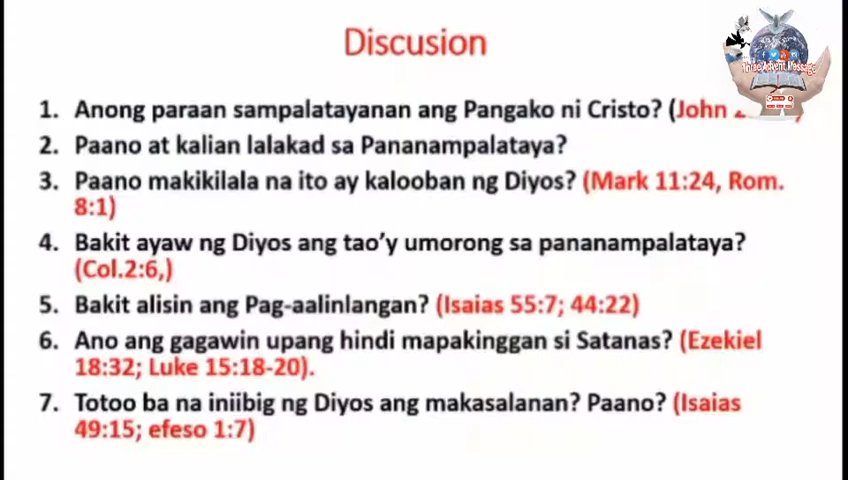 Discusion
Three Advent Message
1. Anong paraan sampalatayanan ang Pangako ni Cristo? (John
2. Paano at kalian lalakad sa Pananampalataya?
3. Paano makikilala na ito ay kalooban ng Diyos? (Mark 11:24, Rom.
8:1)
4. Bakit ayaw ng Diyos ang tao’y umorong sa pananampalataya?
(Col.2:6,)
5. Bakit alisin ang Pag-aalinlangan? (Isaias 55:7; 44:22)
6. Ano ang gagawin upang hindi mapakinggan si Satanas? (Ezekiel
18:32; Luke 15:18-20).
7. Totoo ba na iniibig ng Diyos ang makasalanan? Paano? (Isaias
49:15; efeso 1:7)